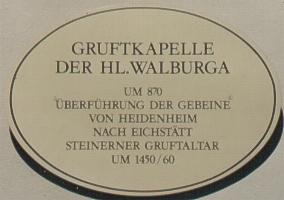 GRUFTKAPELLE
DER HL. WALBURGA
UM 870
"ÜBERFÜHRUNG DER GEBEINE"
VON HEIDENHEIM
NACH EICHSTÄTT
STEINERNER GRUFTALTAR
UM 1450/60